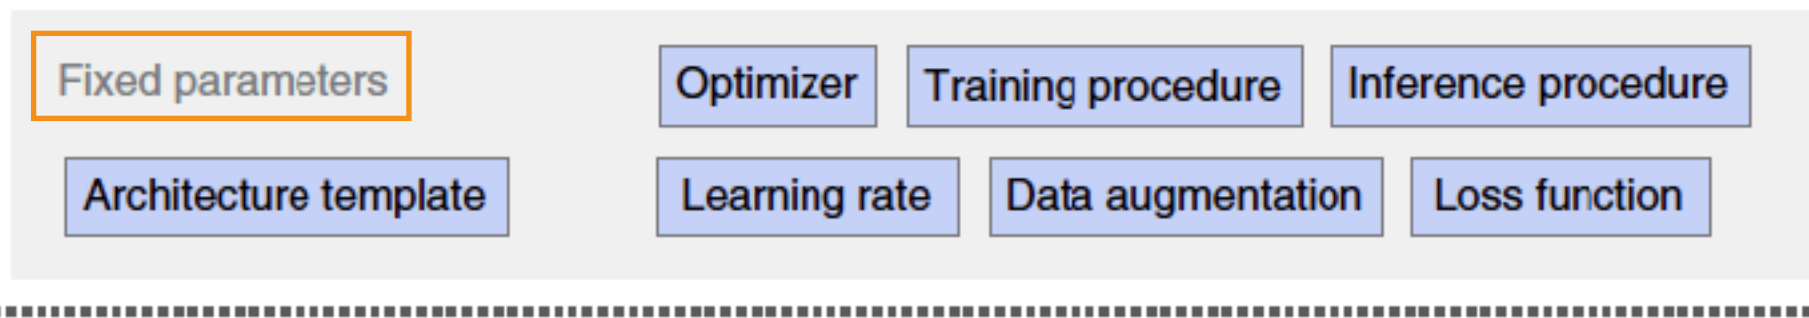 Fixed parameters
Optimizer
Training procedure
Inference procedure
Architecture template
Learning rate
Data augmentation
Loss function